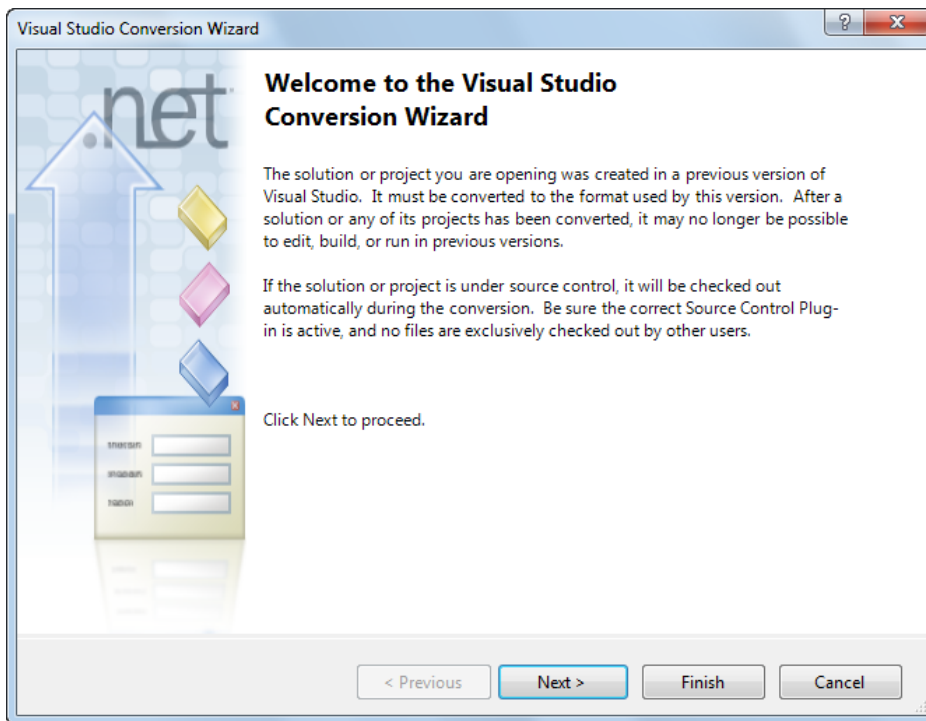 Visual Studio Conversion Wizard
?
X
.net
Welcome to the Visual Studio
Conversion Wizard
The solution or project you are opening was created in a previous version of
Visual Studio.  It must be converted to the format used by this version.  After a
solution or any of its projects has been converted, it may no longer be possible
to edit, build, or run in previous versions.
If the solution or project is under source control, it will be checked out
automatically during the conversion.  Be sure the correct Source Control Plug-
in is active, and no files are exclusively checked out by other users.
Click Next to proceed.
< Previous
Next >
Finish
Cancel